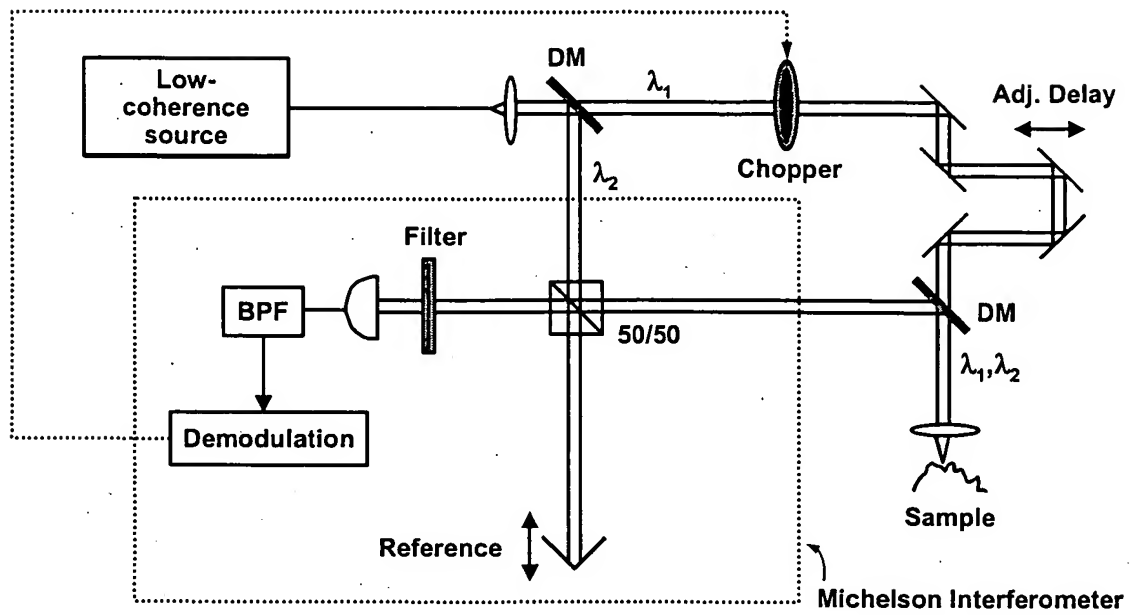 Low-
coherence
source
DM
λ₁
Chopper
Adj. Delay
λ₂
Filter
BPF
50/50
DM
λ₁,λ₂
Demodulation
Sample
Reference
Michelson Interferometer